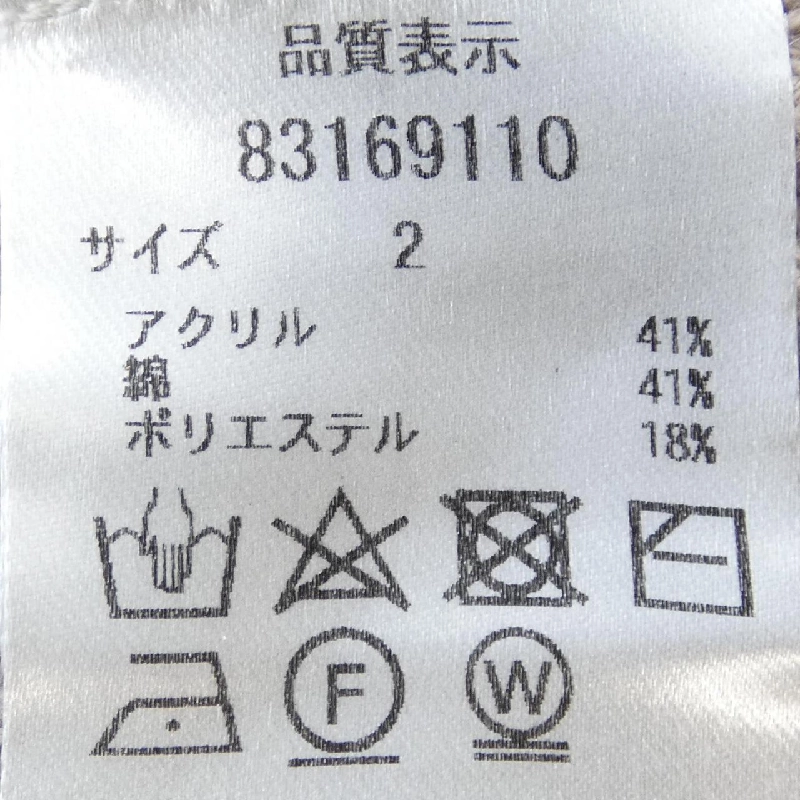 品質表示
83169110
サイズ 2
アクリル 41%
綿 41%
ポリエステル 18%
F W